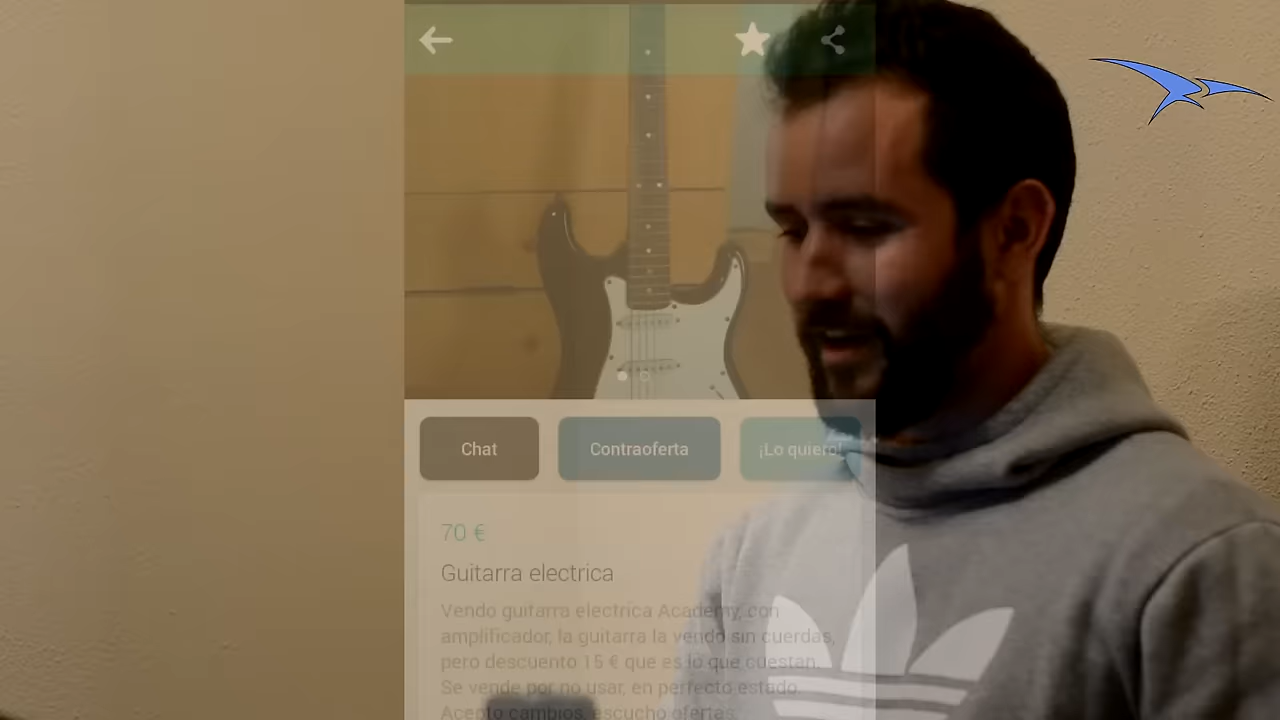 Chat
Contraoferta
¡Lo quiero!
70 €
Guitarra electrica
Vendo guitarra electrica Academy, con
amplificador, la guitarra la vendo sin cuerdas,
pero descuento 15 € que es lo que cuestan.
Se vende por no usar, en perfecto estado.
Acepto cambios, escucho ofertas.